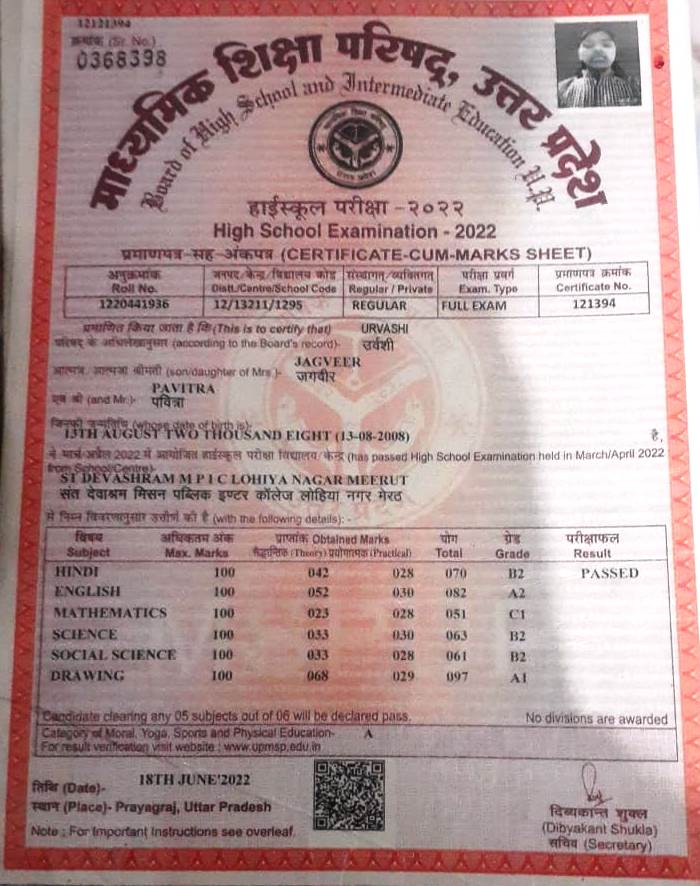 12121394
क्रमांक (Sr. No.)
0368398
माध्यमिक शिक्षा परिषद्, उत्तर प्रदेश
Board of High School and Intermediate Education U.P.
हाईस्कूल परीक्षा -२०२२
High School Examination - 2022
प्रमाणपत्र-सह-अंकपत्र (CERTIFICATE-CUM-MARKS SHEET)
अनुक्रमांक जनपद/केन्द्र/विद्यालय कोड संस्थागत/व्यक्तिगत परीक्षा प्रवर्ग प्रमाणपत्र क्रमांक
Roll No. Distt./Centre/School Code Regular / Private Exam. Type Certificate No.
1220441936 12/13211/1295 REGULAR FULL EXAM 121394
प्रमाणित किया जाता है कि(This is to certify that) URVASHI
परिषद के अभिलेखानुसार (according to the Board's record)- उर्वशी
JAGVEER
आत्मज/आत्मजा श्रीमती (son/daughter of Mrs.)- जगवीर
PAVITRA
एवं श्री (and Mr.)- पवित्रा
जिनकी जन्मतिथि (whose date of birth is)-
13TH AUGUST TWO THOUSAND EIGHT (13-08-2008) है,
ने मार्च/अप्रैल 2022 में आयोजित हाईस्कूल परीक्षा विद्यालय/केन्द्र (has passed High School Examination held in March/April 2022
from School/Centre)-
ST DEVASHRAM M P I C LOHIYA NAGAR MEERUT
संत देवाश्रम मिसन पब्लिक इण्टर कॉलेज लोहिया नगर मेरठ
से निम्न विवरणानुसार उत्तीर्ण की है (with the following details): -
विषय अधिकतम अंक प्राप्तांक Obtained Marks योग ग्रेड परीक्षाफल
Subject Max. Marks सैद्धान्तिक (Theory) प्रयोगात्मक (Practical) Total Grade Result
HINDI 100 042 028 070 B2 PASSED
ENGLISH 100 052 030 082 A2
MATHEMATICS 100 023 028 051 C1
SCIENCE 100 033 030 063 B2
SOCIAL SCIENCE 100 033 028 061 B2
DRAWING 100 068 029 097 A1
Candidate clearing any 05 subjects out of 06 will be declared pass. No divisions are awarded
Category of Moral, Yoga, Sports and Physical Education- A
For result verification visit website : www.upmsp.edu.in
तिथि (Date)- 18TH JUNE'2022
स्थान (Place)- Prayagraj, Uttar Pradesh
दिब्यकान्त शुक्ल
(Dibyakant Shukla)
सचिव (Secretary)
Note : For Important Instructions see overleaf.